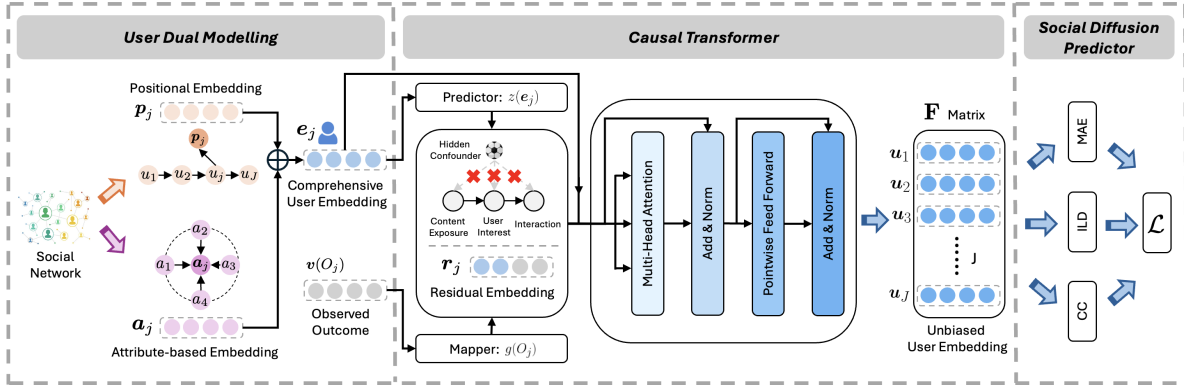 User Dual Modelling
Causal Transformer
Social Diffusion
Predictor
Positional Embedding
p_j
p_j
u_1
u_2
u_j
u_J
Social
Network
a_2
a_1
a_j
a_3
a_4
a_j
Attribute-based Embedding
e_j
Comprehensive
User Embedding
v(O_j)
Observed
Outcome
Predictor: z(e_j)
Hidden
Confounder
Content
Exposure
User
Interest
Interaction
r_j
Residual Embedding
Mapper: g(O_j)
Multi-Head Attention
Add & Norm
Pointwise Feed Forward
Add & Norm
F Matrix
u_1
u_2
u_3
J
u_J
Unbiased
User Embedding
MAE
ILD
CC
L